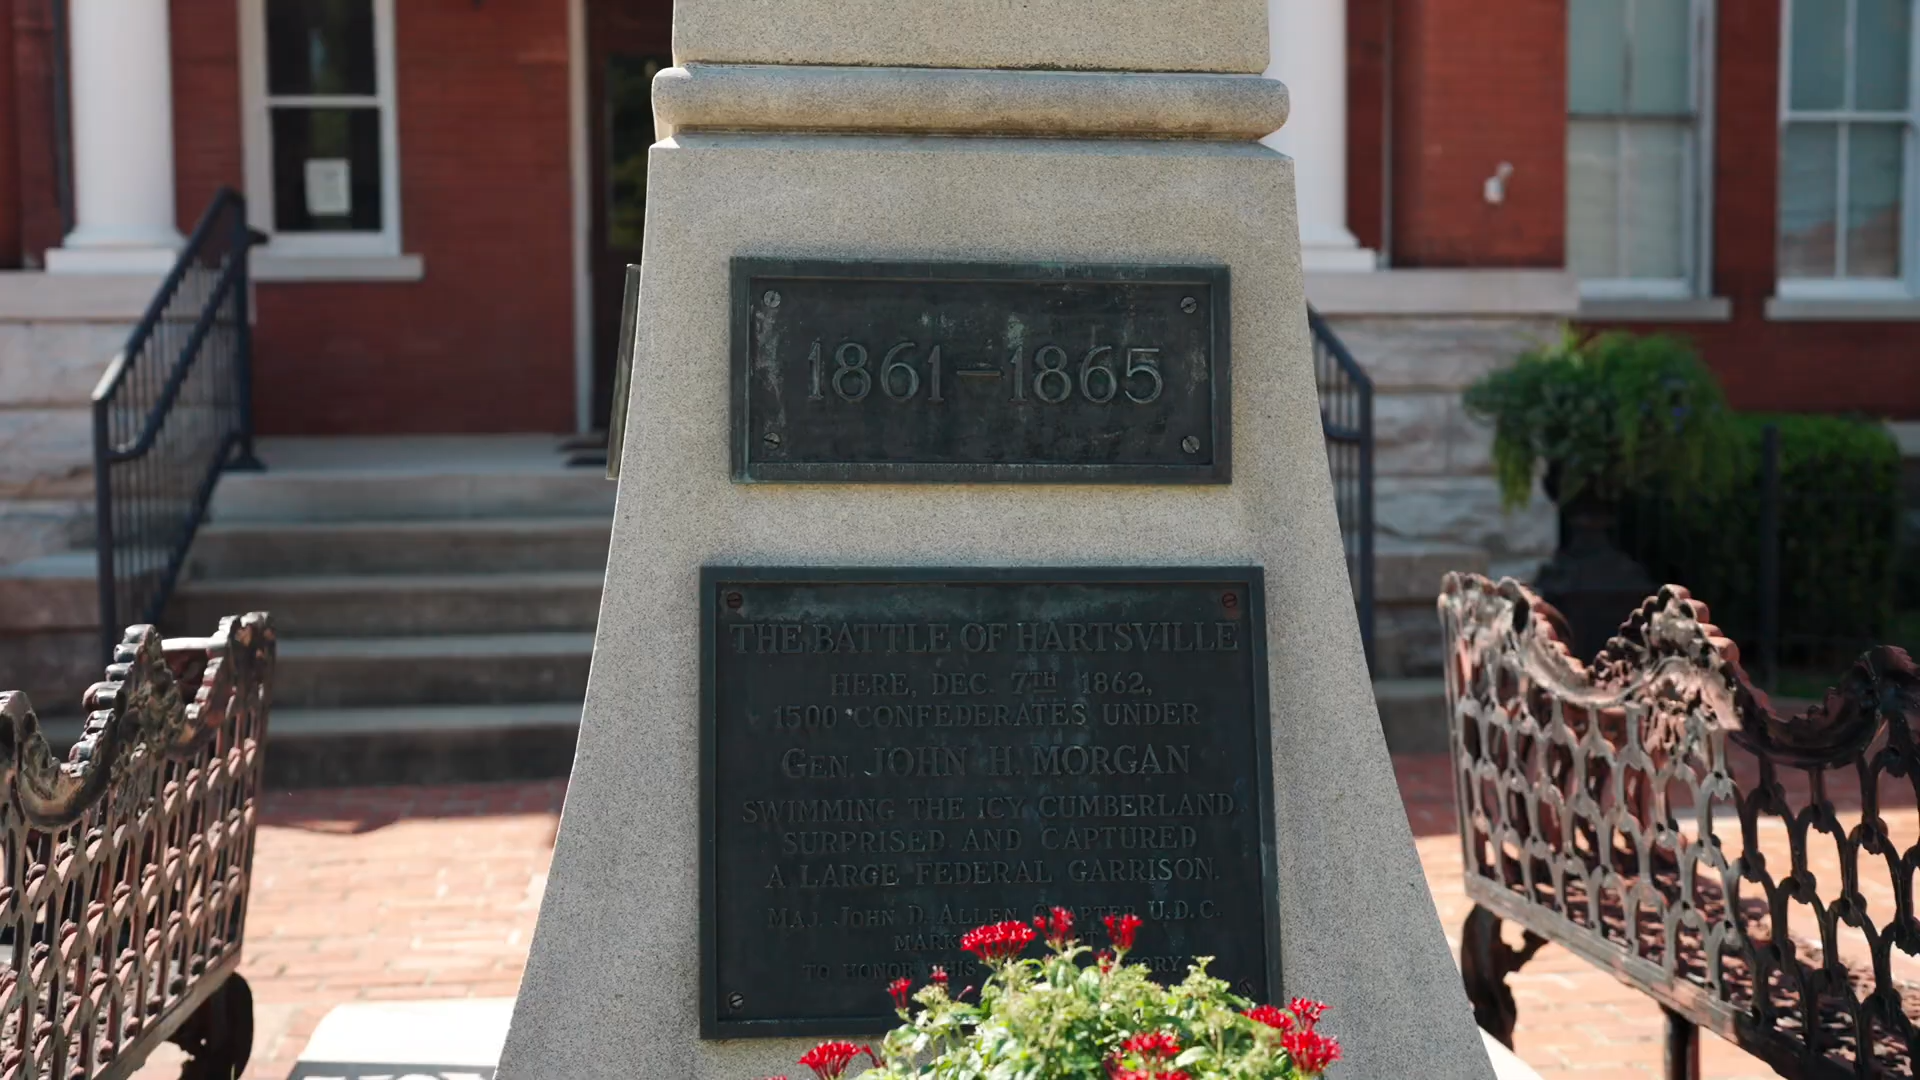 1861–1865
THE BATTLE OF HARTSVILLE
HERE, DEC. 7TH 1862,
1500 CONFEDERATES UNDER
GEN. JOHN H. MORGAN
SWIMMING THE ICY CUMBERLAND
SURPRISED AND CAPTURED
A LARGE FEDERAL GARRISON.
MAJ. JOHN D. ALLEN CHAPTER U.D.C.
TO HONOR THIS